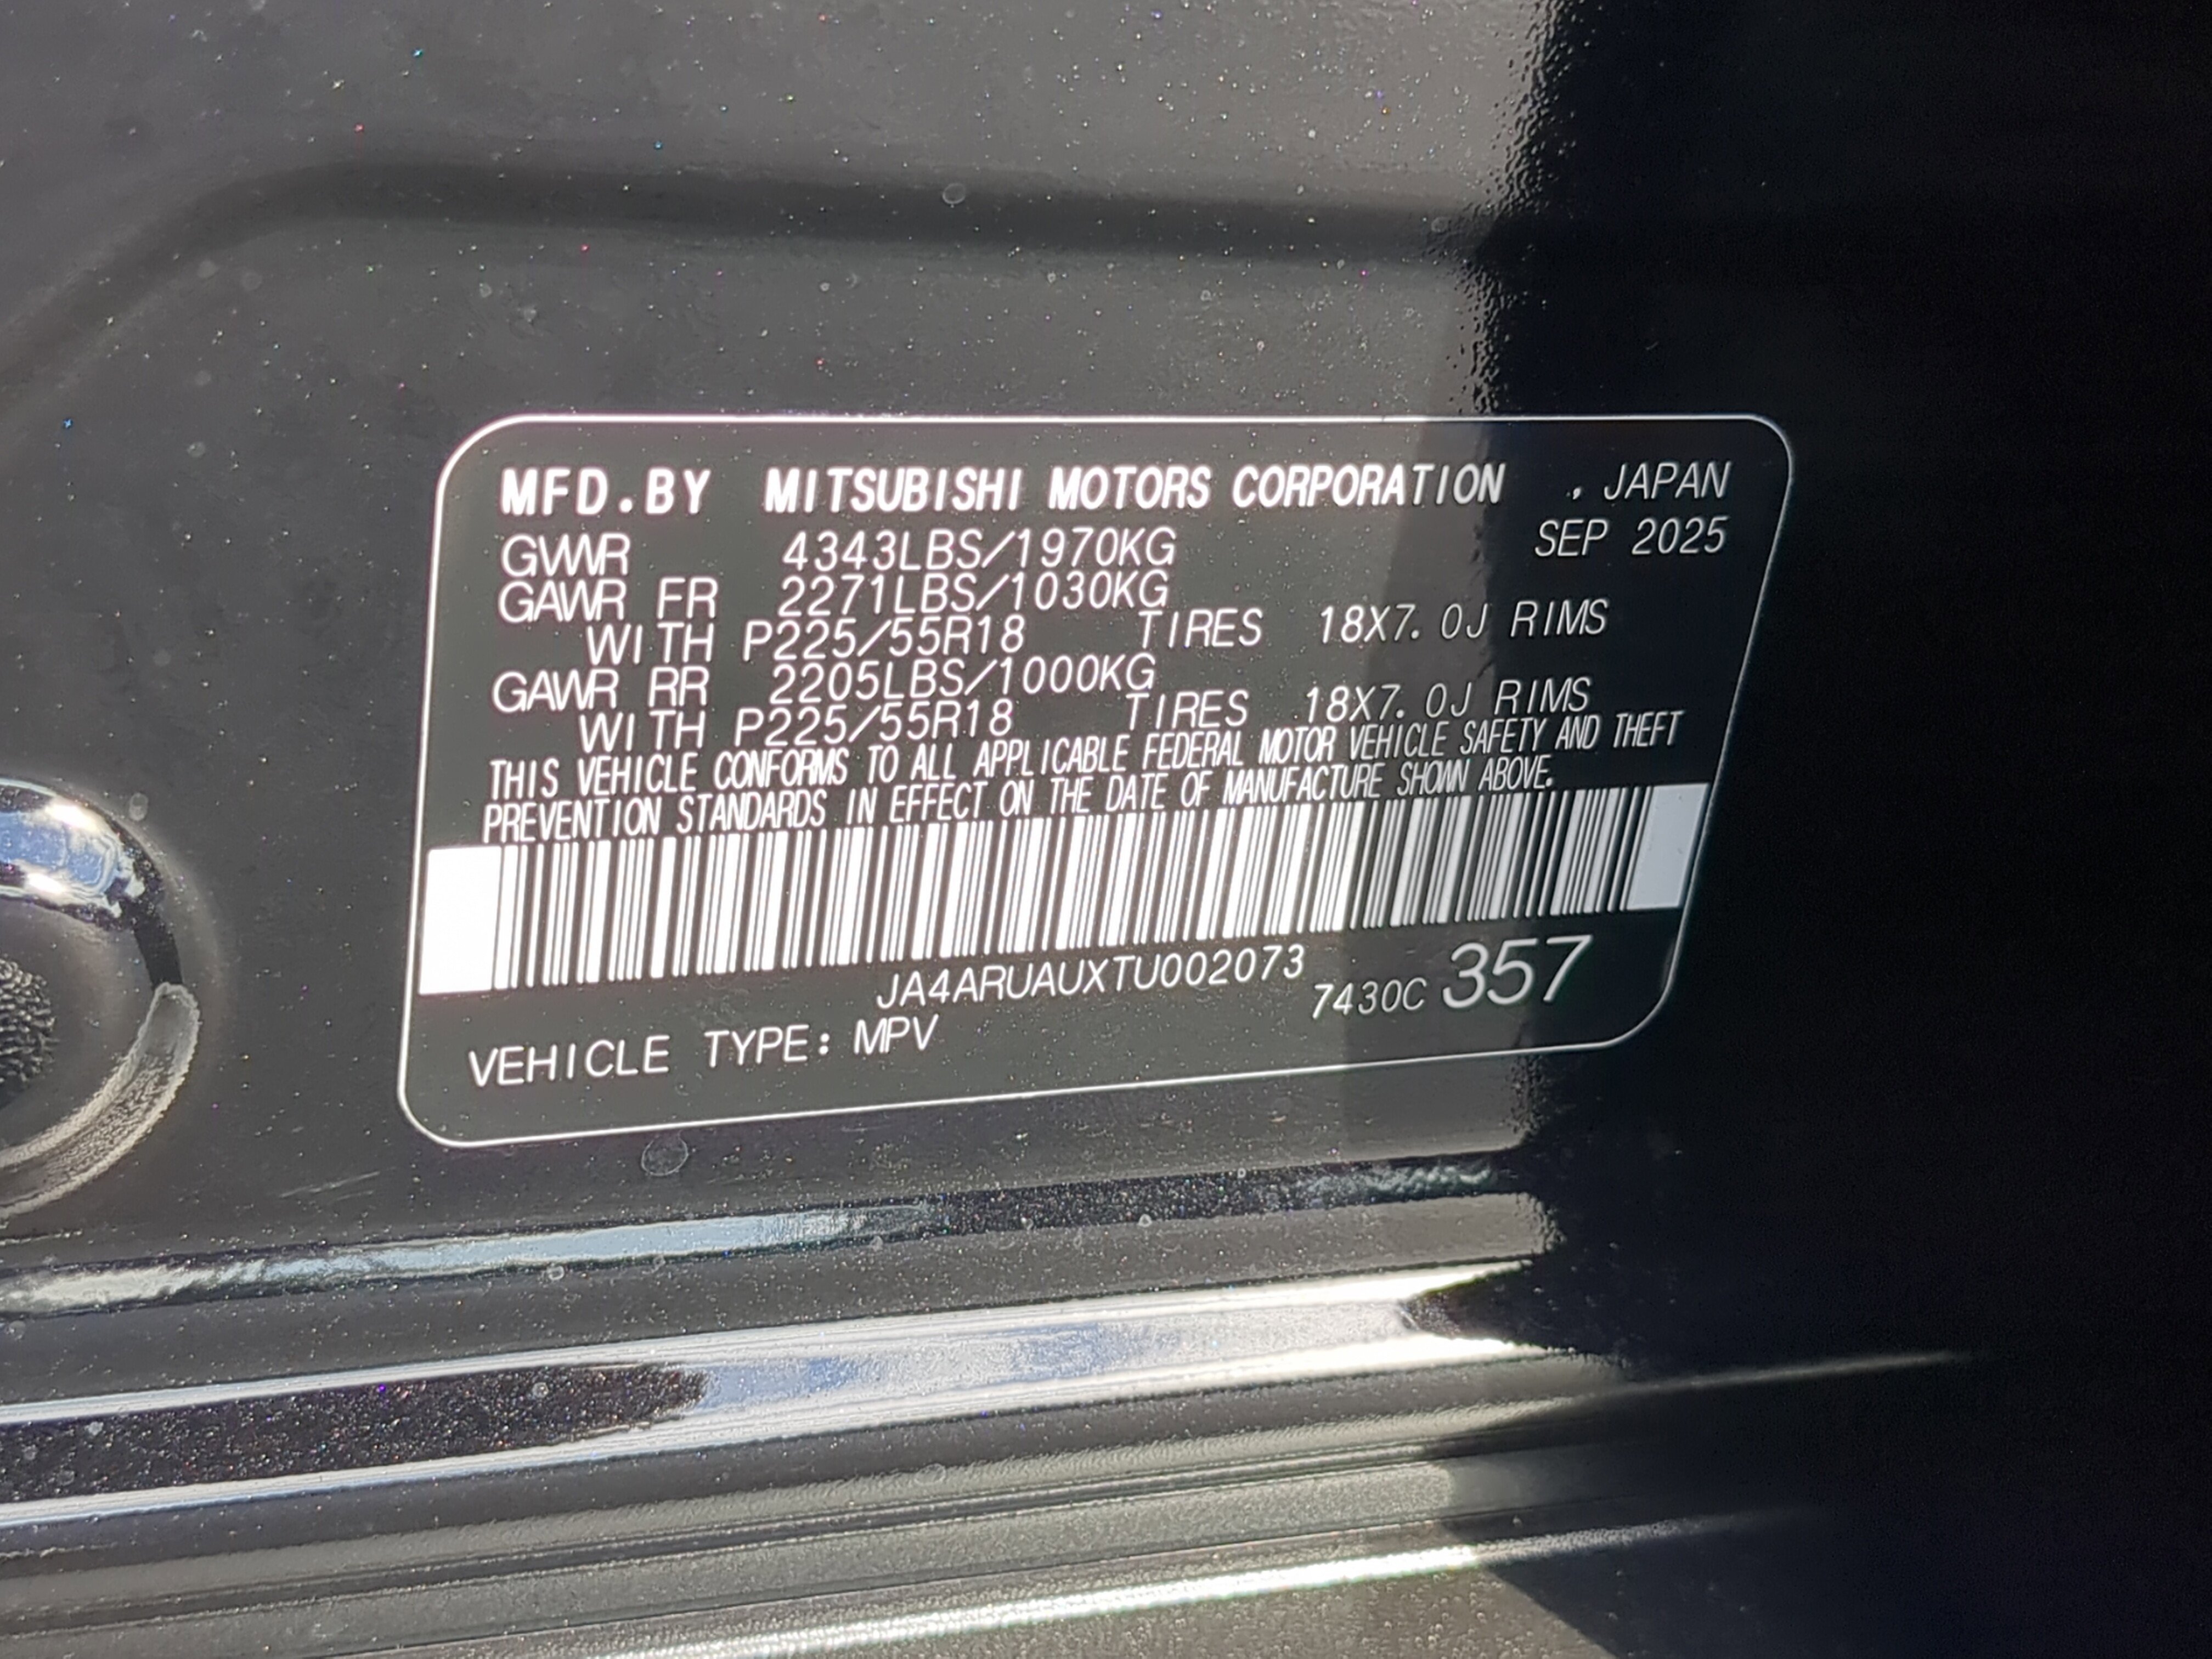 MFD.BY MITSUBISHI MOTORS CORPORATION , JAPAN
GVWR 4343LBS/1970KG SEP 2025
GAWR FR 2271LBS/1030KG
WITH P225/55R18 TIRES 18X7.0J RIMS
GAWR RR 2205LBS/1000KG
WITH P225/55R18 TIRES 18X7.0J RIMS
THIS VEHICLE CONFORMS TO ALL APPLICABLE FEDERAL MOTOR VEHICLE SAFETY AND THEFT
PREVENTION STANDARDS IN EFFECT ON THE DATE OF MANUFACTURE SHOWN ABOVE.
JA4ARUAUXTU002073 7430C 357
VEHICLE TYPE: MPV